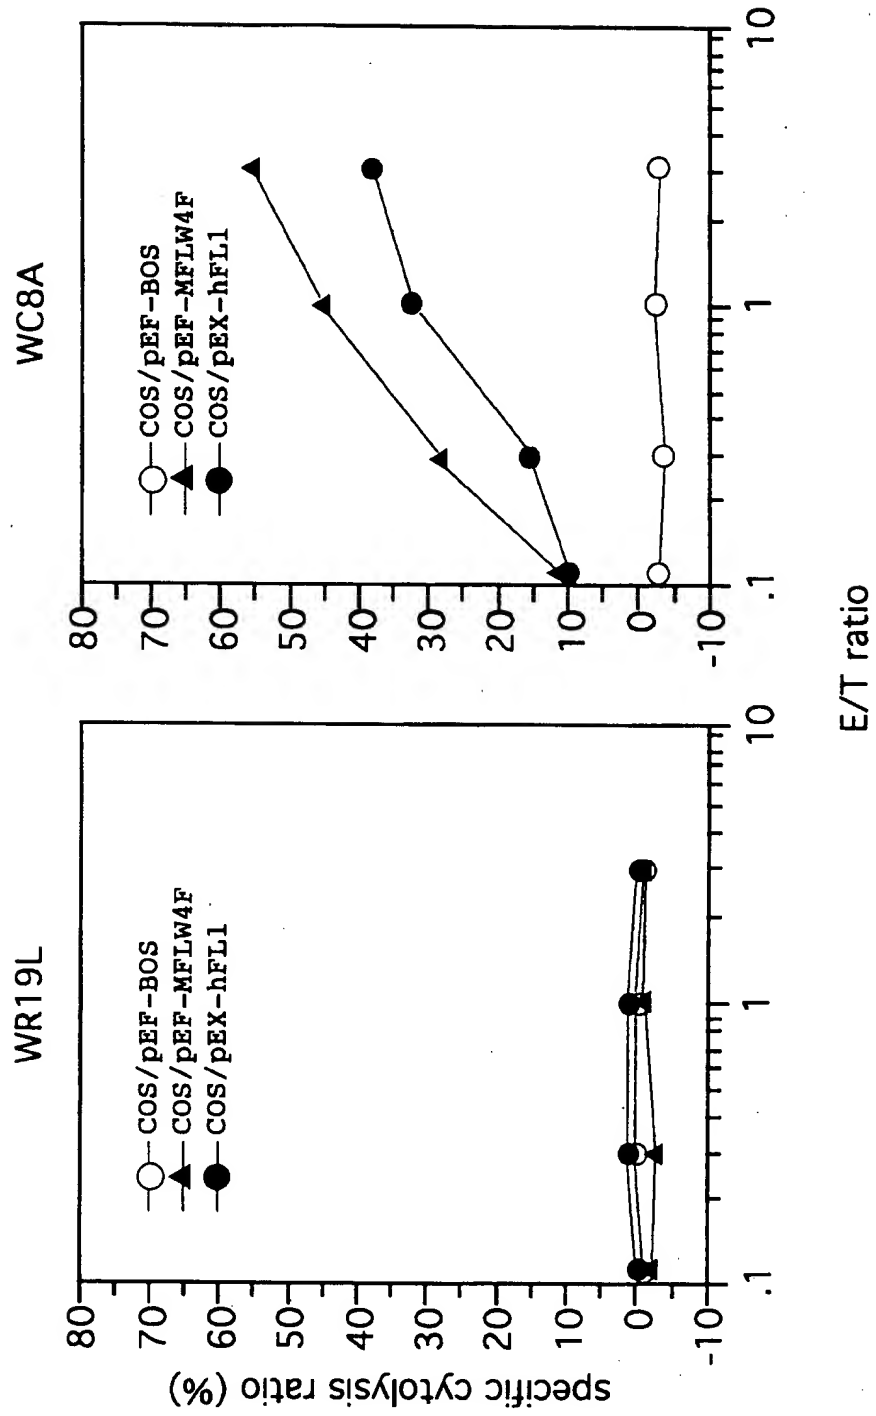 WR19L
COS/pEF-BOS
COS/pEF-MFLW4F
COS/pEX-hFL1
specific cytolysis ratio (%)
80
70
60
50
40
30
20
10
0
-10
.1
1
10
WC8A
COS/pEF-BOS
COS/pEF-MFLW4F
COS/pEX-hFL1
80
70
60
50
40
30
20
10
0
-10
.1
1
10
E/T ratio